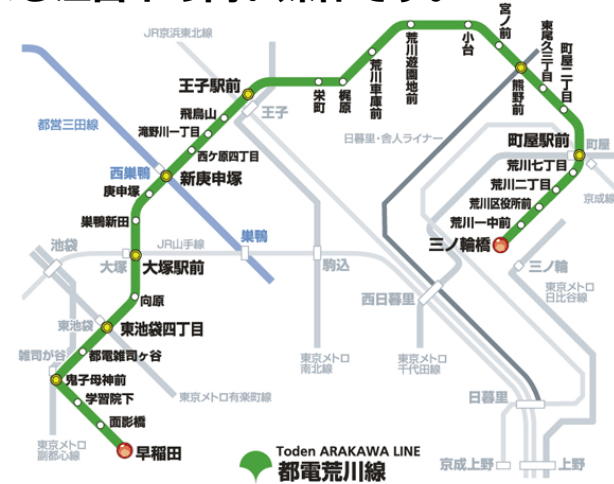 JR京浜東北線
王子駅前
王子
栄町
梶原
荒川車庫前
荒川遊園地前
小台
宮ノ前
熊野前
東尾久三丁目
町屋二丁目
町屋駅前
町屋
京成線
荒川七丁目
荒川二丁目
荒川区役所前
荒川一中前
三ノ輪橋
三ノ輪
東京メトロ
日比谷線
日暮里・舎人ライナー
飛鳥山
滝野川一丁目
西ケ原四丁目
都営三田線
西巣鴨
新庚申塚
庚申塚
巣鴨新田
巣鴨
JR山手線
池袋
大塚
大塚駅前
駒込
西日暮里
向原
東池袋
東池袋四丁目
雑司が谷
都電雑司ヶ谷
鬼子母神前
学習院下
面影橋
早稲田
東京メトロ有楽町線
東京メトロ
副都心線
東京メトロ
南北線
東京メトロ
千代田線
日暮里
京成上野
上野
Toden ARAKAWA LINE
都電荒川線